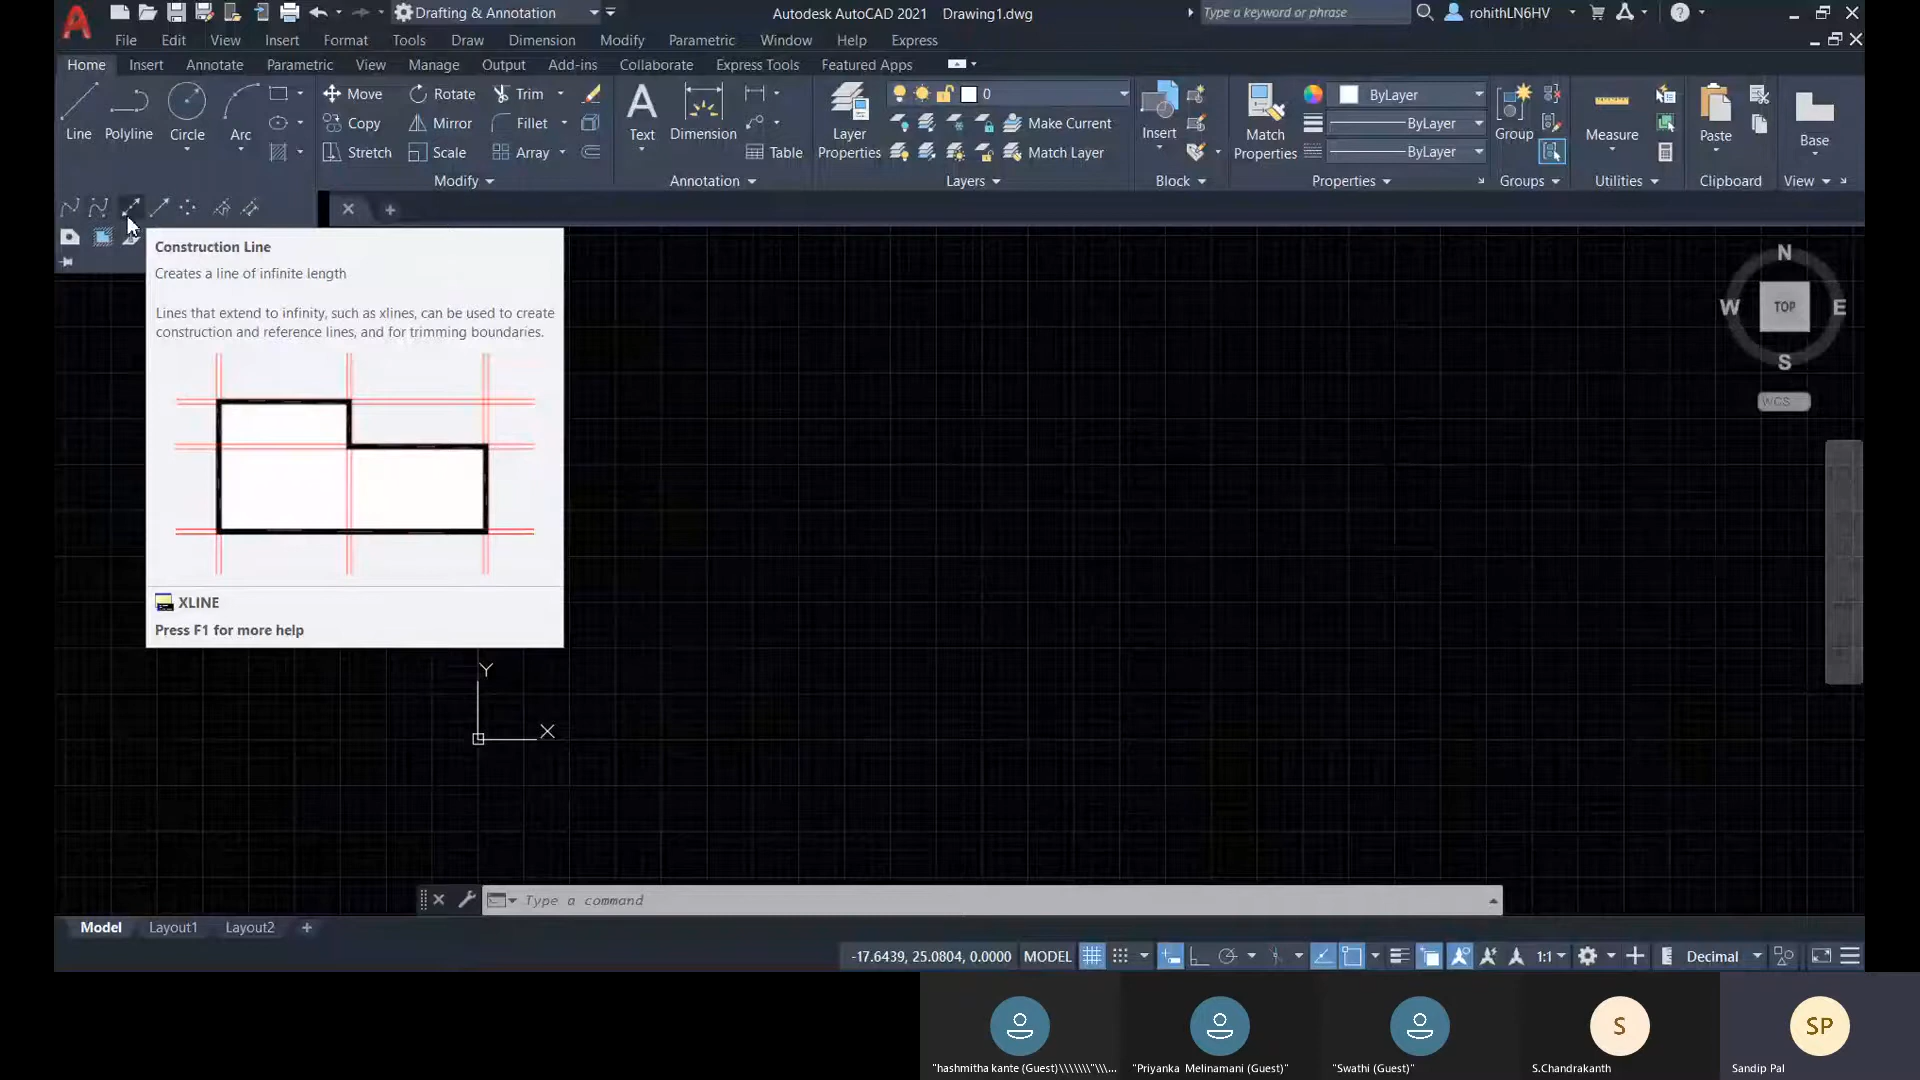 Drafting & Annotation
Autodesk AutoCAD 2021 Drawing1.dwg
Type a keyword or phrase
rohithLN6HV
File Edit View Insert Format Tools Draw Dimension Modify Parametric Window Help Express
Home Insert Annotate Parametric View Manage Output Add-ins Collaborate Express Tools Featured Apps
Move Rotate Trim
0
ByLayer
Copy Mirror Fillet
Make Current
ByLayer
Line Polyline Circle Arc
Text Dimension
Layer Properties
Insert
Match Properties
Group Measure Paste Base
Stretch Scale Array
Table
Match Layer
ByLayer
Modify Annotation Layers Block Properties Groups Utilities Clipboard View
Construction Line
Creates a line of infinite length
Lines that extend to infinity, such as xlines, can be used to create
construction and reference lines, and for trimming boundaries.
XLINE
Press F1 for more help
N
W TOP E
S
WCS
Y
X
Type a command
Model Layout1 Layout2
-17.6439, 25.0804, 0.0000 MODEL 1:1 Decimal
S SP
"hashmitha kante (Guest)\\\\\\\"\\\... "Priyanka Melinamani (Guest)" "Swathi (Guest)" S.Chandrakanth Sandip Pal